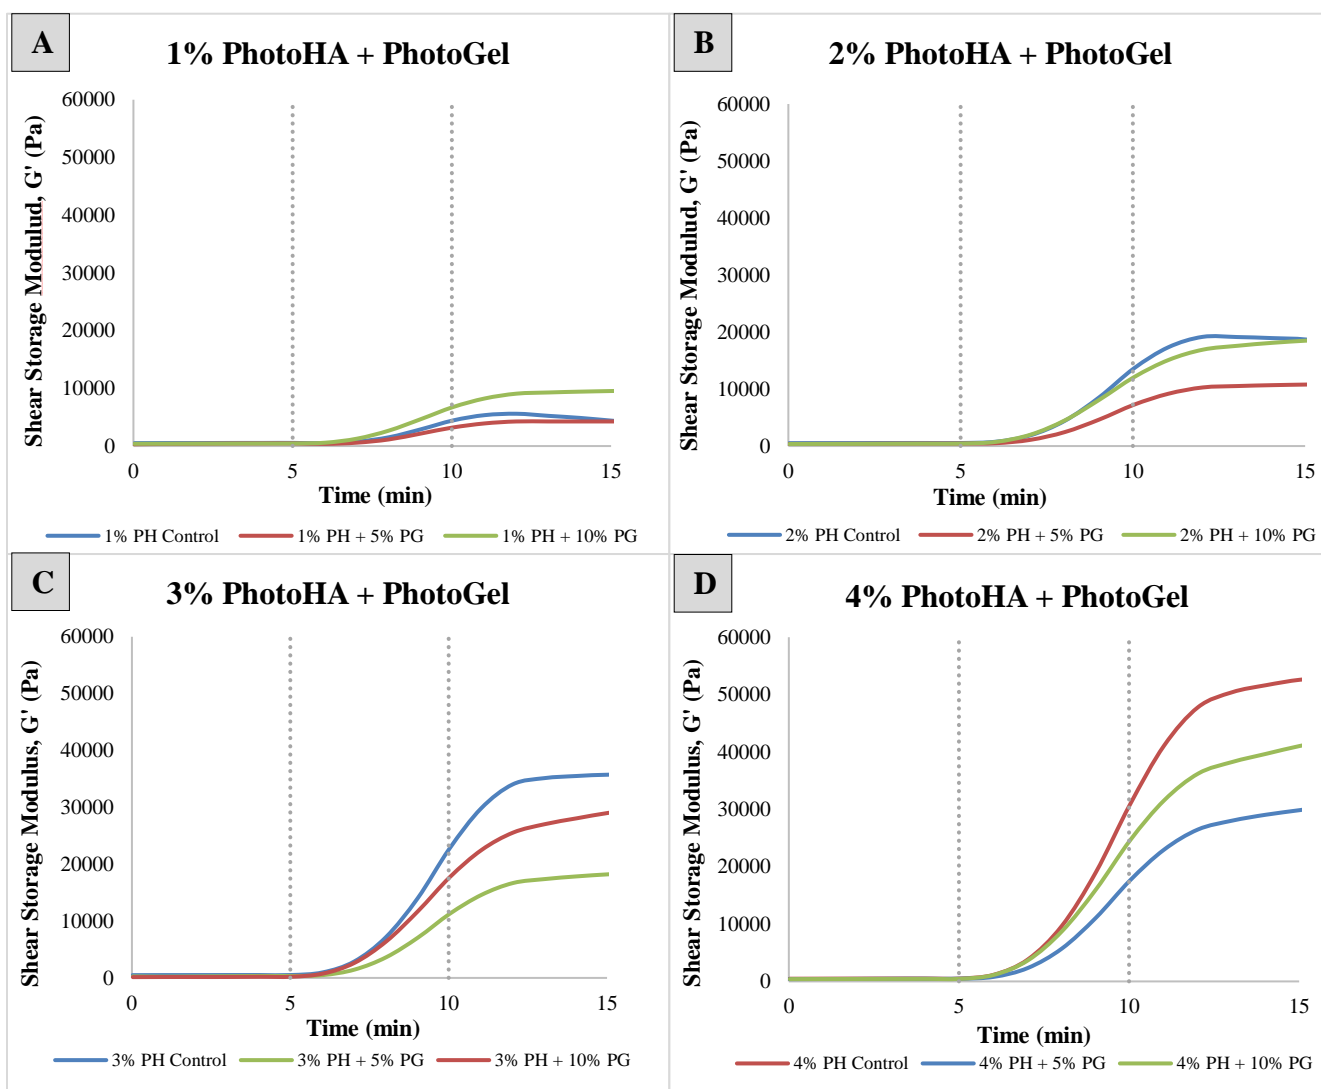 A
1% PhotoHA + PhotoGel
Shear Storage Modulud, G' (Pa)
60000
50000
40000
30000
20000
10000
0
0 5 10 15
Time (min)
1% PH Control 1% PH + 5% PG 1% PH + 10% PG
B
2% PhotoHA + PhotoGel
Shear Storage Modulud, G' (Pa)
60000
50000
40000
30000
20000
10000
0
0 5 10 15
Time (min)
2% PH Control 2% PH + 5% PG 2% PH + 10% PG
C
3% PhotoHA + PhotoGel
Shear Storage Modulus, G' (Pa)
60000
50000
40000
30000
20000
10000
0
0 5 10 15
Time (min)
3% PH Control 3% PH + 5% PG 3% PH + 10% PG
D
4% PhotoHA + PhotoGel
Shear Storage Modulus, G' (Pa)
60000
50000
40000
30000
20000
10000
0
0 5 10 15
Time (min)
4% PH Control 4% PH + 5% PG 4% PH + 10% PG